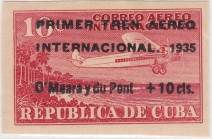 10¢ CORREO AEREO
PRIMER TREN AEREO
INTERNACIONAL. 1935
O'Meara y du Pont + 10 cts.
REPUBLICA DE CUBA